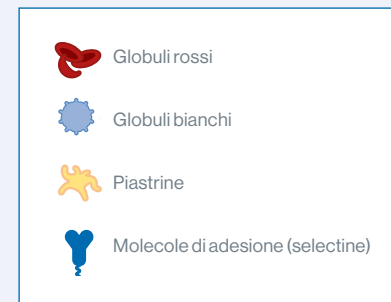 Globuli rossi
Globuli bianchi
Piastrine
Molecole di adesione (selectine)